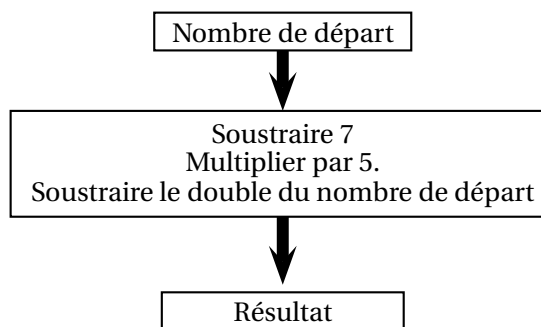 Nombre de départ
Soustraire 7
Multiplier par 5.
Soustraire le double du nombre de départ
Résultat